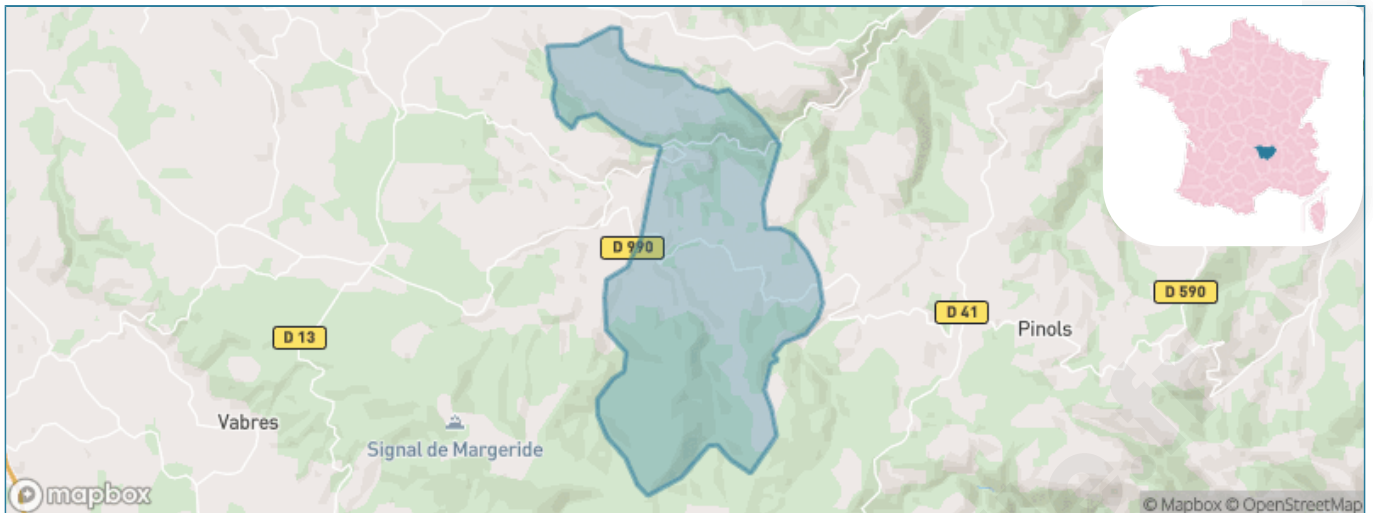 D 990
D 590
D 41
Pinols
D 13
Vabres
Signal de Margeride
mapbox
© Mapbox © OpenStreetMap